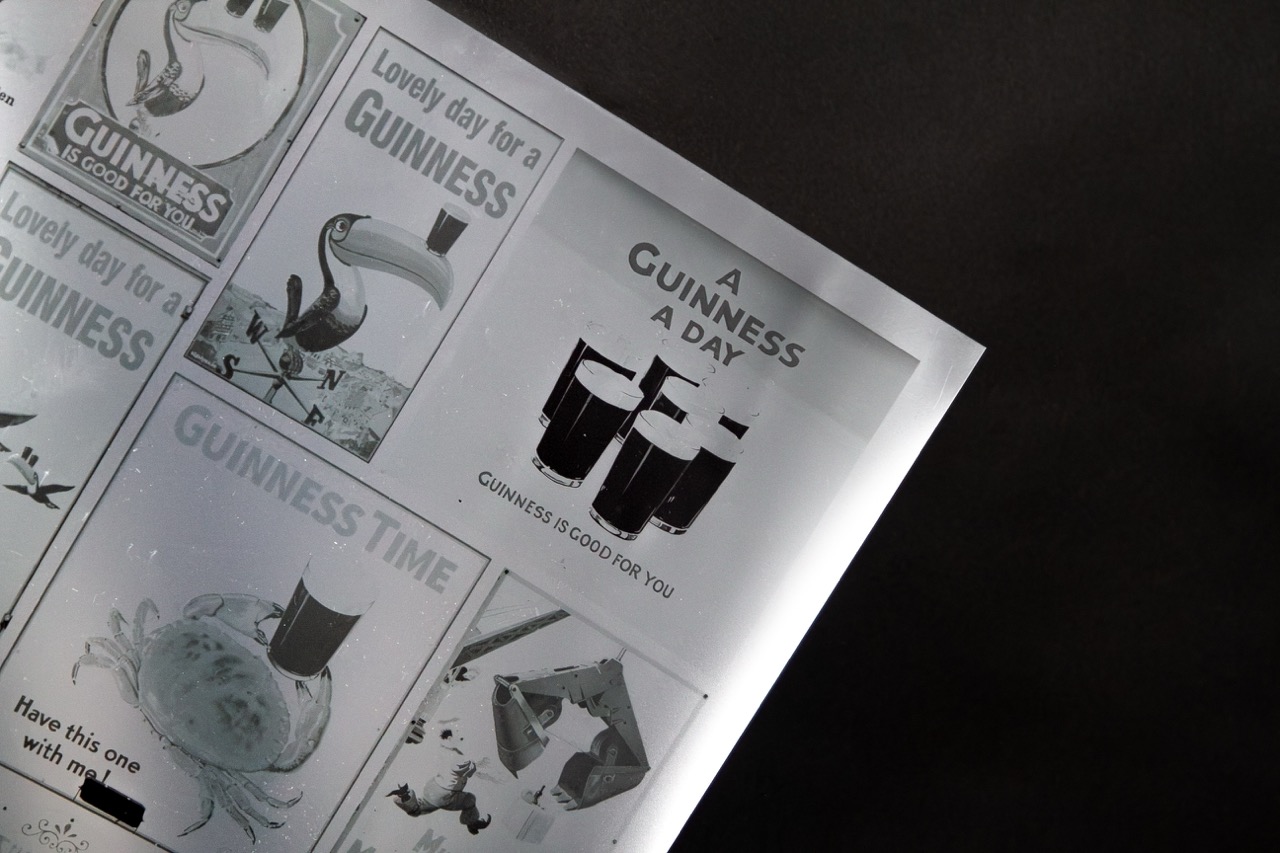 GUINNESS
IS GOOD FOR YOU
Lovely day for a
GUINNESS
W
S
N
E
A
GUINNESS
A DAY
GUINNESS IS GOOD FOR YOU
Lovely day for a
GUINNESS
GUINNESS TIME
Have this one
with me!